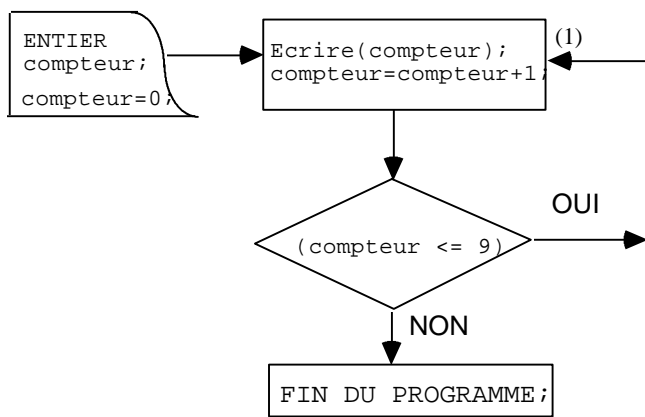 ENTIER
compteur;
compteur=0;
Ecrire(compteur);
compteur=compteur+1;
(1)
(compteur <= 9)
OUI
NON
FIN DU PROGRAMME;